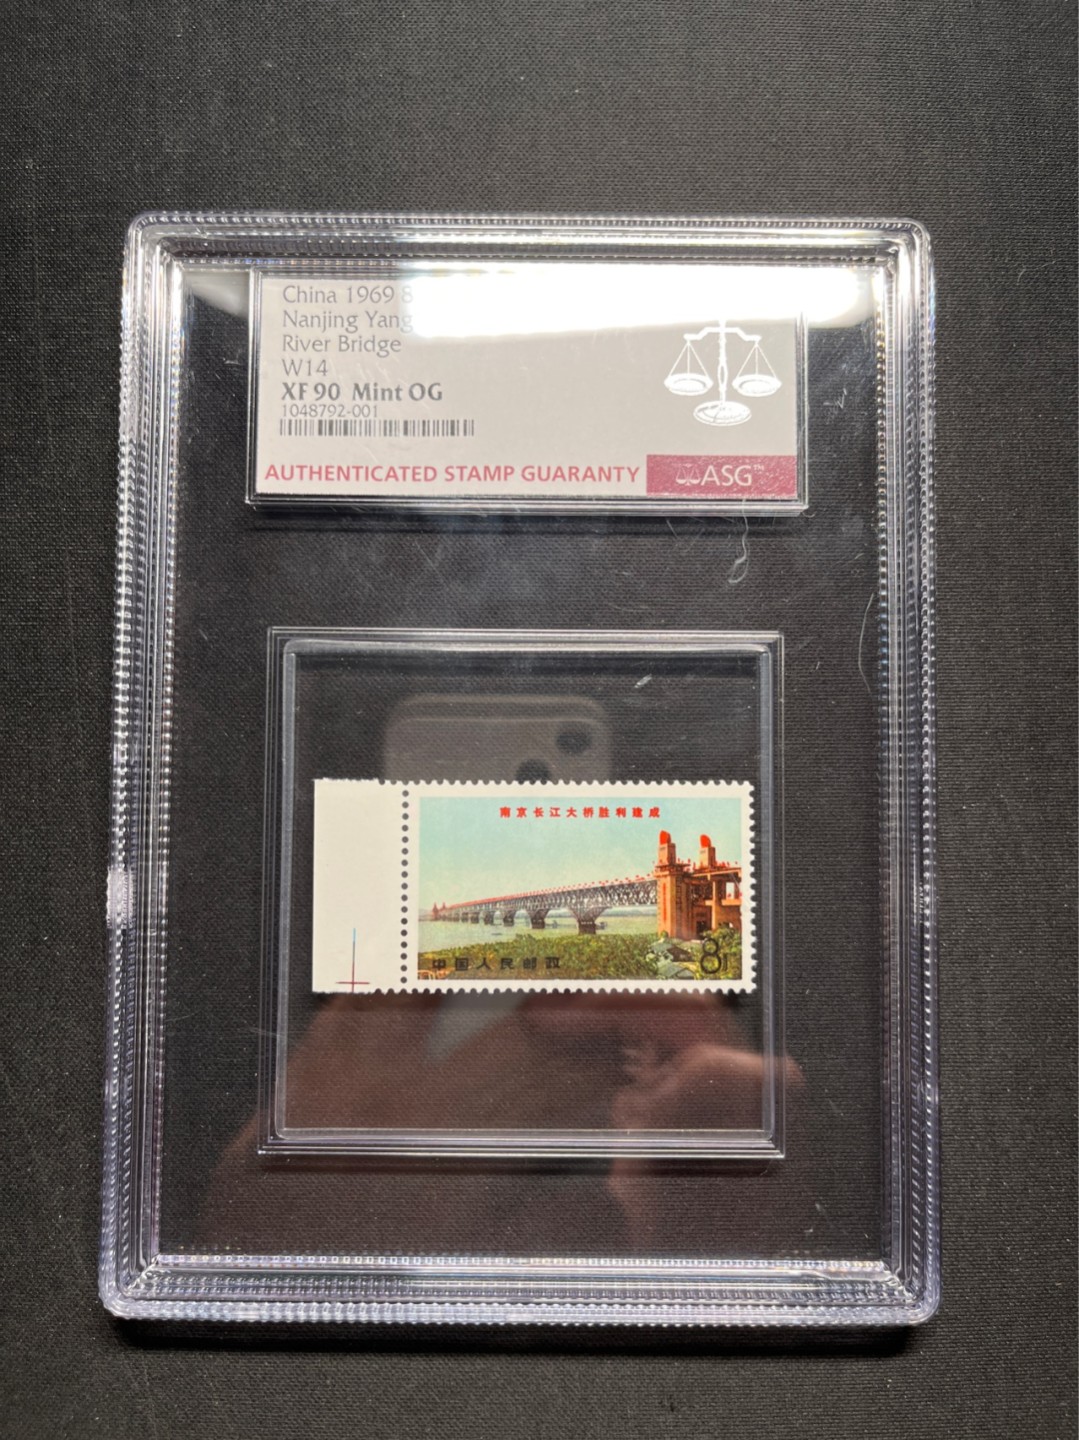 China 1969 8
Nanjing Yang
River Bridge
W14
XF 90 Mint OG
1048792-001
AUTHENTICATED STAMP GUARANTY
ASG™
南京长江大桥胜利建成
中国人民邮政
8